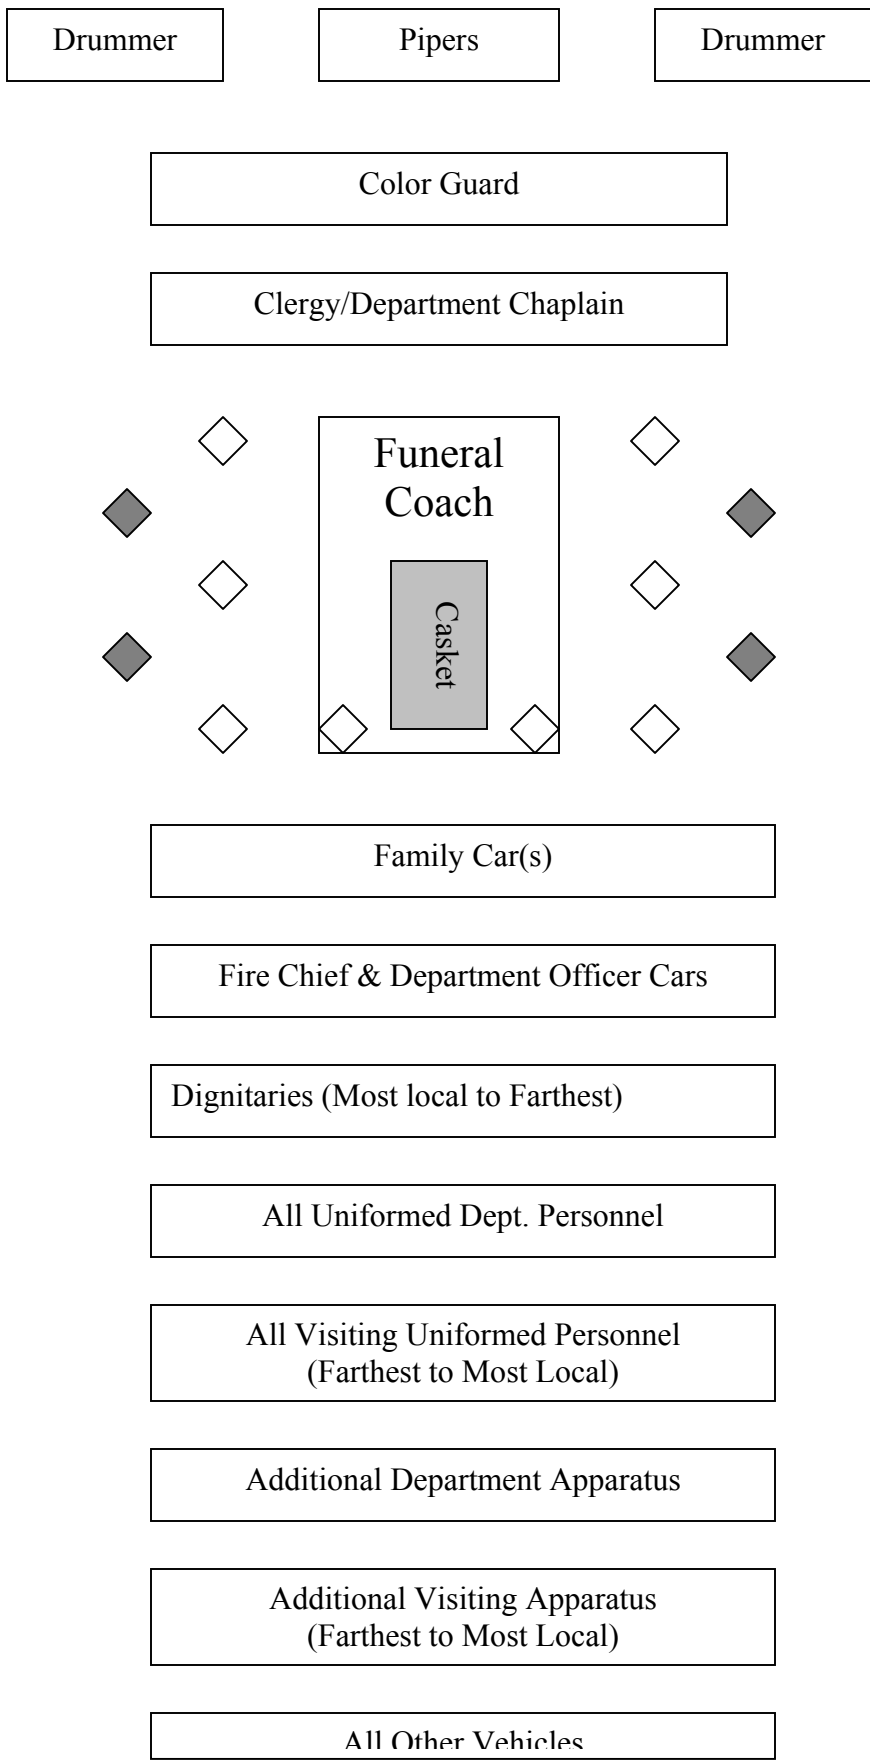 Drummer
Pipers
Drummer
Color Guard
Clergy/Department Chaplain
Funeral
Coach
Casket
Family Car(s)
Fire Chief & Department Officer Cars
Dignitaries (Most local to Farthest)
All Uniformed Dept. Personnel
All Visiting Uniformed Personnel
(Farthest to Most Local)
Additional Department Apparatus
Additional Visiting Apparatus
(Farthest to Most Local)
All Other Vehicles